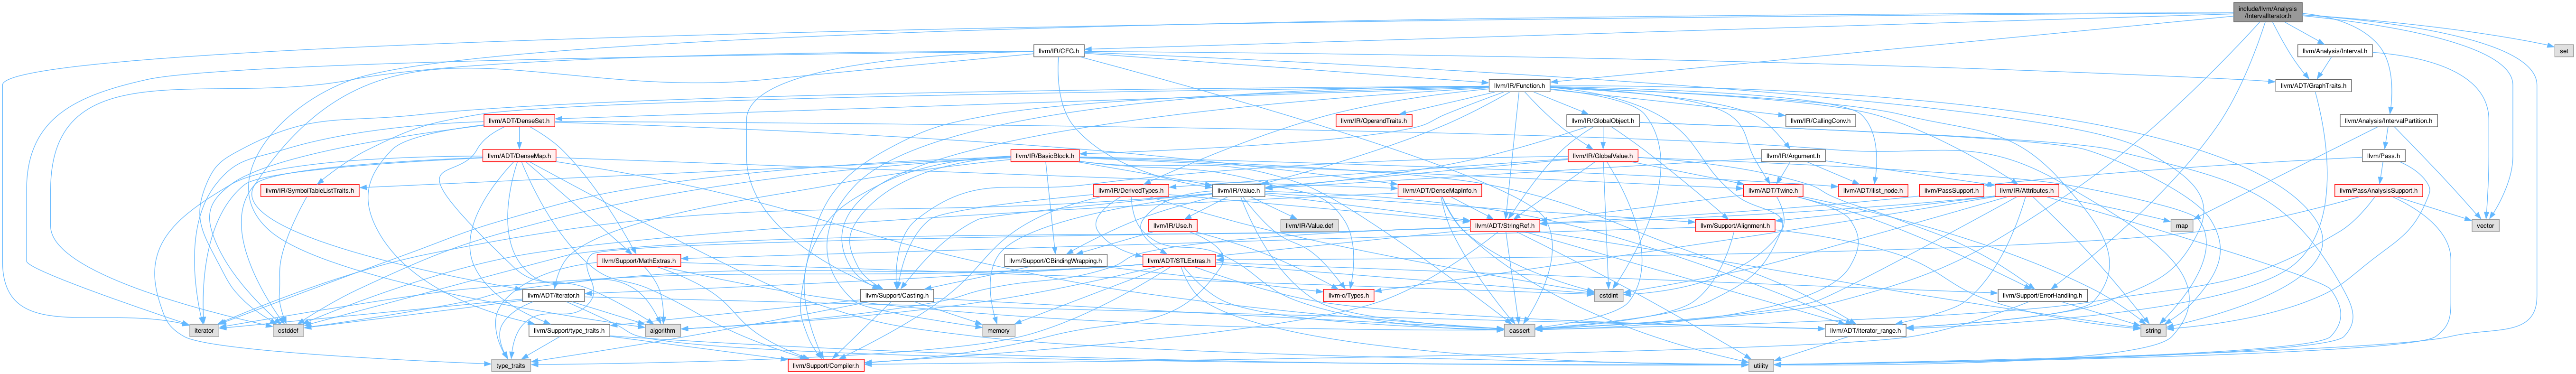 include/llvm/Analysis
/IntervalIterator.h
llvm/IR/CFG.h
llvm/Analysis/Interval.h
set
llvm/IR/Function.h
llvm/ADT/GraphTraits.h
llvm/ADT/DenseSet.h
llvm/IR/OperandTraits.h
llvm/IR/GlobalObject.h
llvm/IR/CallingConv.h
llvm/Analysis/IntervalPartition.h
llvm/ADT/DenseMap.h
llvm/IR/BasicBlock.h
llvm/IR/GlobalValue.h
llvm/IR/Argument.h
llvm/Pass.h
llvm/IR/SymbolTableListTraits.h
llvm/IR/DerivedTypes.h
llvm/IR/Value.h
llvm/ADT/DenseMapInfo.h
llvm/ADT/Twine.h
llvm/ADT/ilist_node.h
llvm/PassSupport.h
llvm/IR/Attributes.h
llvm/PassAnalysisSupport.h
llvm/IR/Use.h
llvm/IR/Value.def
llvm/ADT/StringRef.h
llvm/Support/Alignment.h
map
vector
llvm/Support/MathExtras.h
llvm/Support/CBindingWrapping.h
llvm/ADT/STLExtras.h
llvm/ADT/iterator.h
llvm/Support/Casting.h
llvm-c/Types.h
cstdint
llvm/Support/ErrorHandling.h
iterator
cstddef
llvm/Support/type_traits.h
algorithm
memory
cassert
llvm/ADT/iterator_range.h
string
type_traits
llvm/Support/Compiler.h
utility